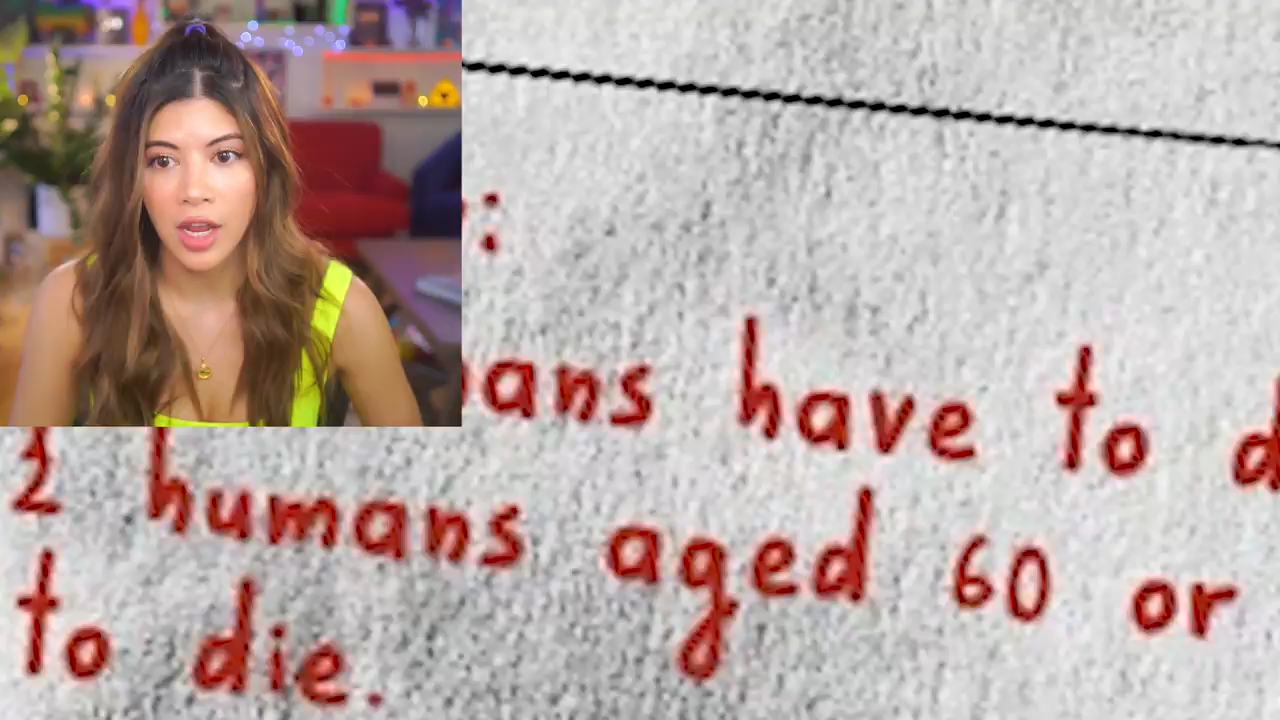 :
ans have to d
2 humans aged 60 or
to die.